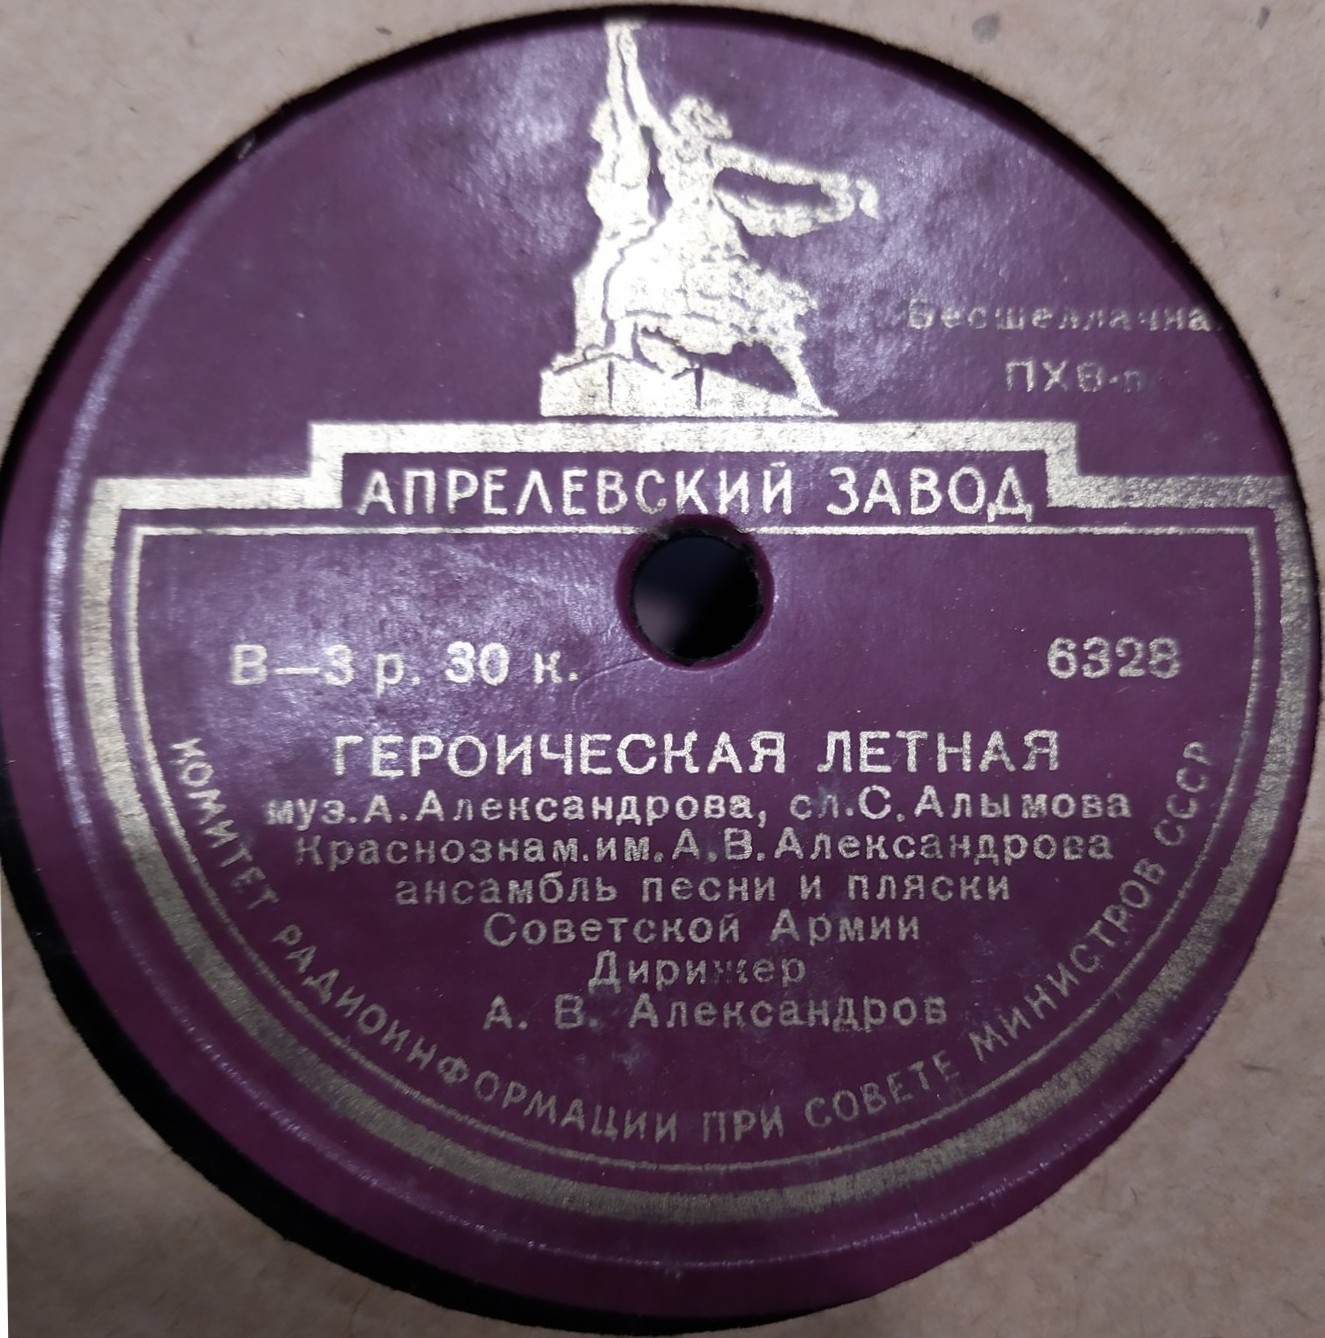 Бесшеллачна
ПХВ-п
АПРЕЛЕВСКИЙ ЗАВОД
В—3 р. 30 к.
6328
ГЕРОИЧЕСКАЯ ЛЕТНАЯ
муз.А.Александрова, сл.С.Алымова
Краснознам.им.А.В.Александрова
ансамбль песни и пляски
Советской Армии
Дирижер
А. В. Александров
КОМИТЕТ РАДИОИНФОРМАЦИИ ПРИ СОВЕТЕ МИНИСТРОВ СССР